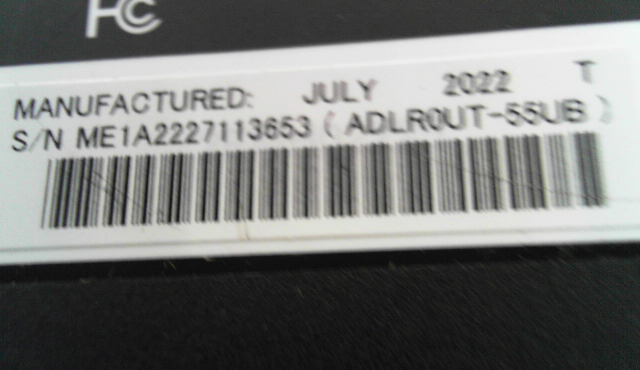 FC
MANUFACTURED: JULY 2022 T
S/N ME1A2227113653 ( ADLR0UT-55UB )